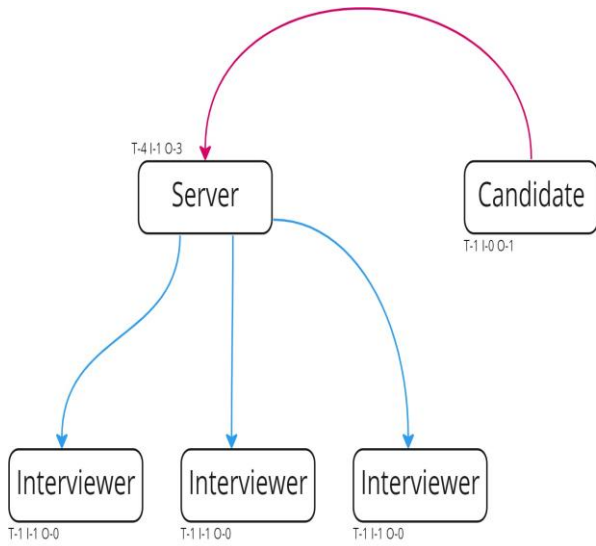 T-4 I-1 O-3
Server
Candidate
T-1 I-0 O-1
Interviewer
Interviewer
Interviewer
T-1 I-1 O-0
T-1 I-1 O-0
T-1 I-1 O-0